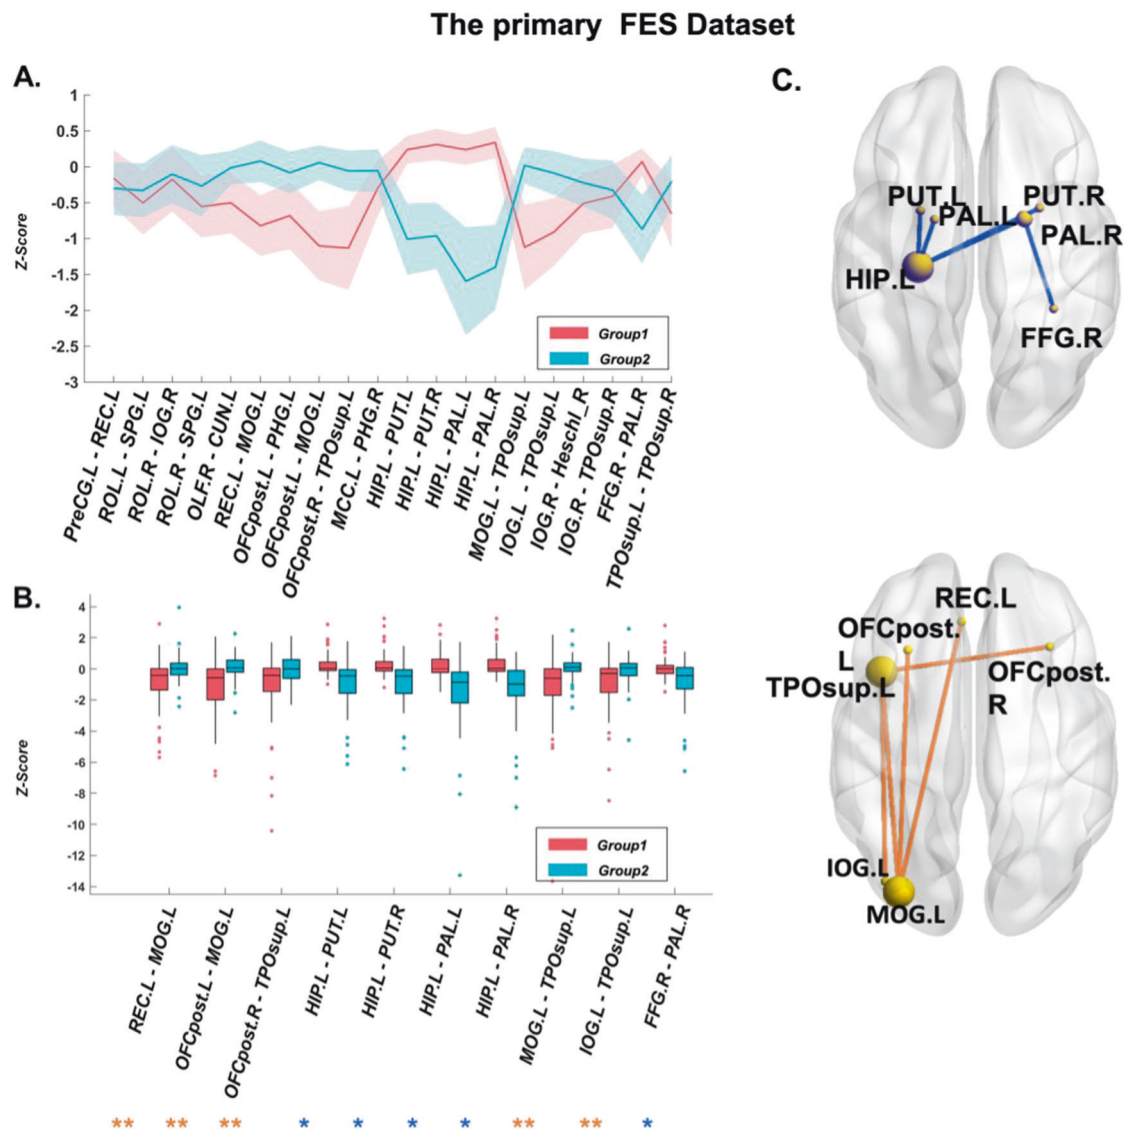 The primary FES Dataset
A.
1
0.5
0
-0.5
-1
-1.5
-2
-2.5
-3
Z-Score
Group1
Group2
PreCG.L - REC.L
ROL.L - SPG.L
ROL.R - IOG.R
ROL.R - SPG.L
OLF.R - CUN.L
REC.L - MOG.L
OFCpost.L - PHG.L
OFCpost.L - MOG.L
OFCpost.R - TPOsup.L
MCC.L - PHG.R
HIP.L - PUT.L
HIP.L - PUT.R
HIP.L - PAL.L
HIP.L - PAL.R
MOG.L - TPOsup.L
IOG.L - TPOsup.L
IOG.R - Heschl_R
IOG.R - TPOsup.R
FFG.R - PAL.R
TPOsup.L - TPOsup.R
B.
4
2
0
-2
-4
-6
-8
-10
-12
-14
Z-Score
Group1
Group2
REC.L - MOG.L
OFCpost.L - MOG.L
OFCpost.R - TPOsup.L
HIP.L - PUT.L
HIP.L - PUT.R
HIP.L - PAL.L
HIP.L - PAL.R
MOG.L - TPOsup.L
IOG.L - TPOsup.L
FFG.R - PAL.R
** ** ** * * * * ** ** *
C.
PUT.L
PUT.R
PAL.L
PAL.R
HIP.L
FFG.R
REC.L
OFCpost.
L
OFCpost.
R
TPOsup.L
IOG.L
MOG.L